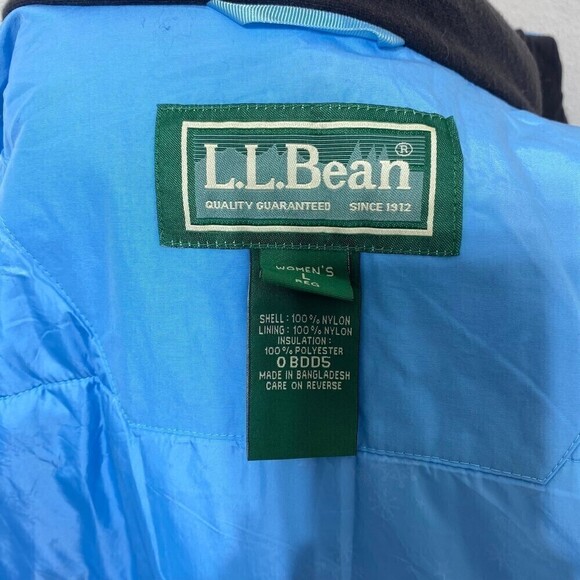 L.L.Bean®
QUALITY GUARANTEED SINCE 1912
WOMEN'S
L
REG
SHELL: 100% NYLON
LINING: 100% NYLON
INSULATION:
100% POLYESTER
0BDD5
MADE IN BANGLADESH
CARE ON REVERSE